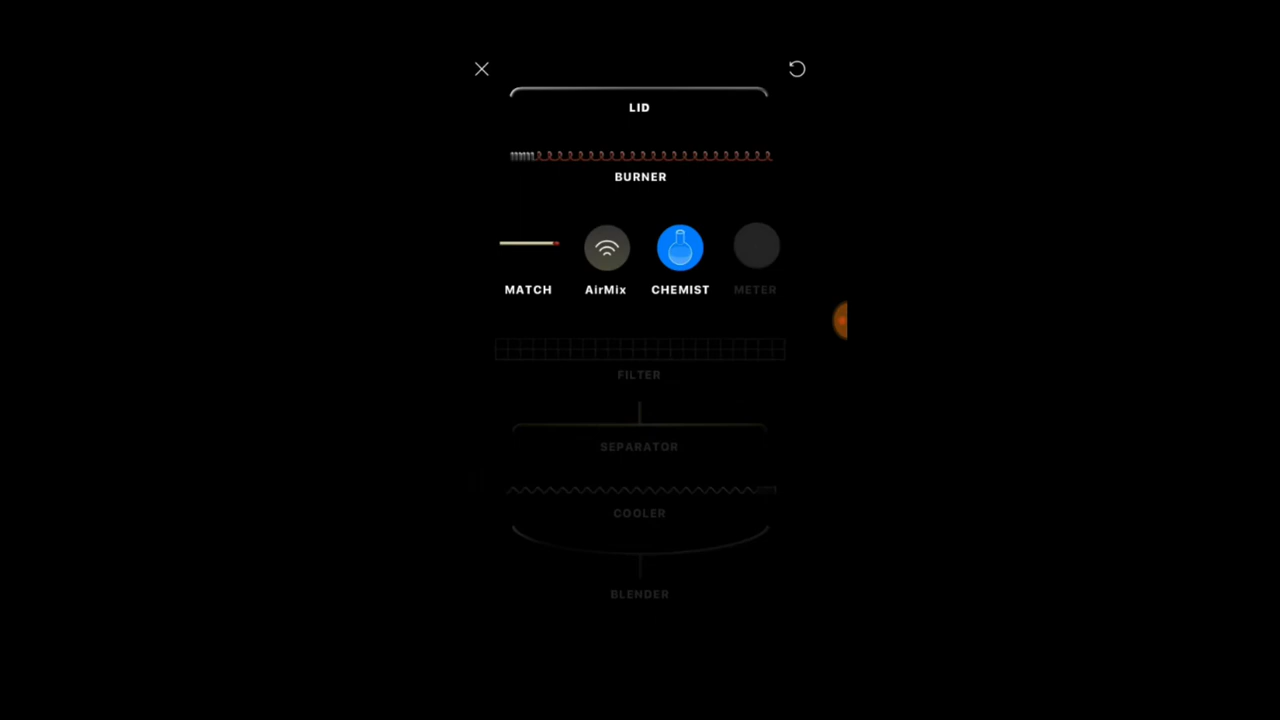 LID
BURNER
MATCH AirMix CHEMIST METER
FILTER
SEPARATOR
COOLER
BLENDER